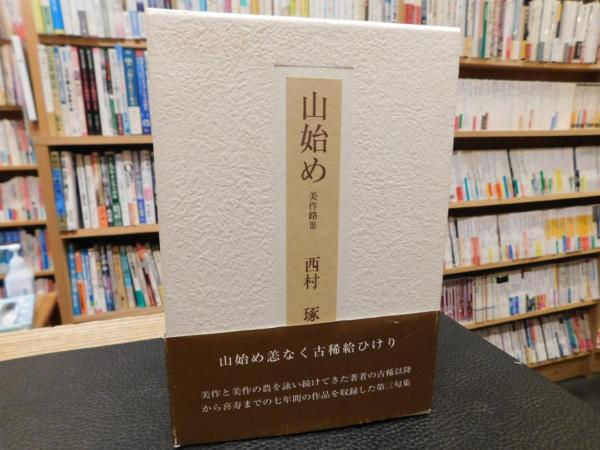 山始め
美作路Ⅲ
西村 琢
山始め恙なく古稀給ひけり
美作と美作の農を詠い続けてきた著者の古稀以降
から喜寿までの七年間の作品を収録した第三句集